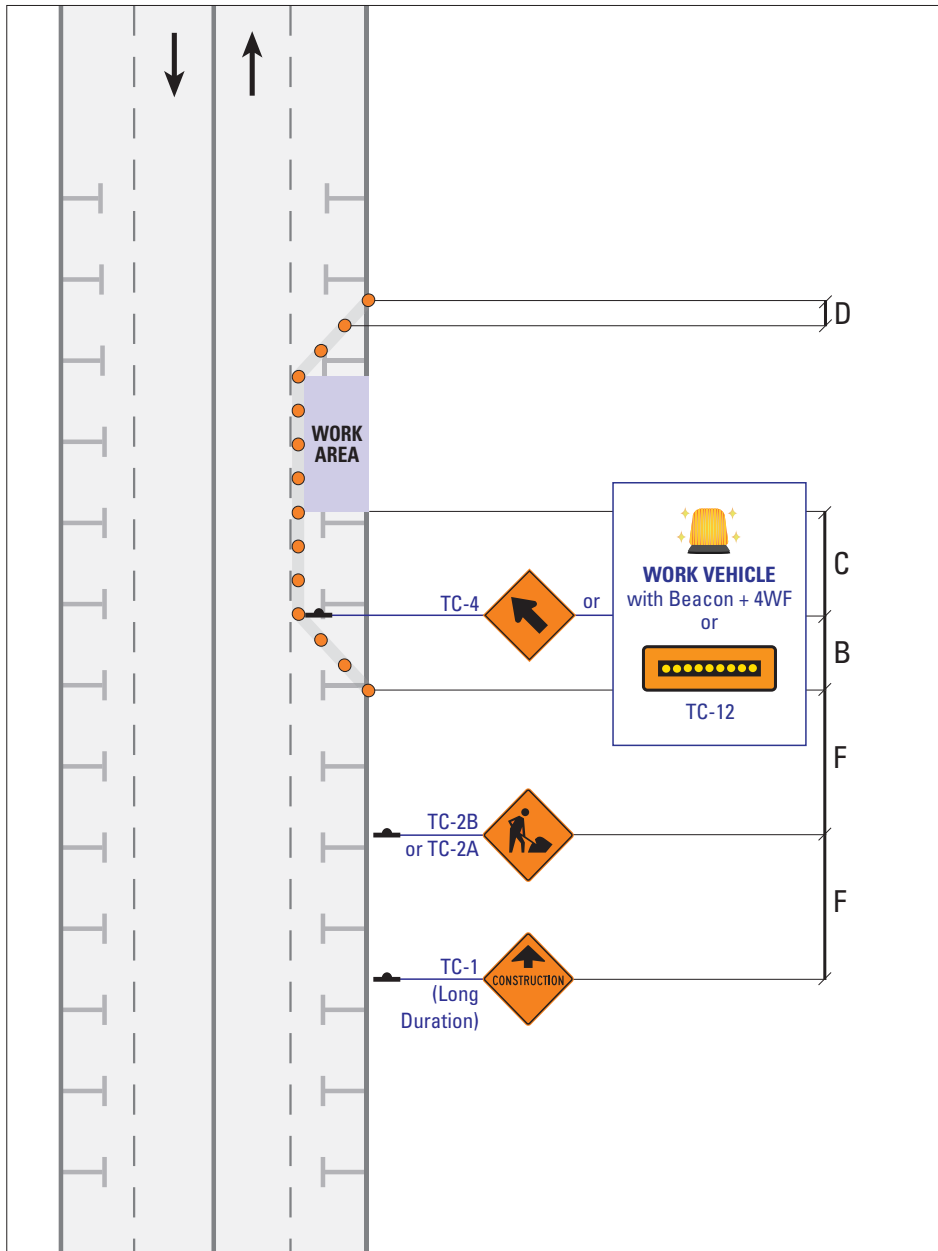 D
WORK
AREA
C
WORK VEHICLE
with Beacon + 4WF
or
TC-4
or
B
TC-12
F
TC-2B
or TC-2A
F
TC-1
(Long
Duration)
CONSTRUCTION